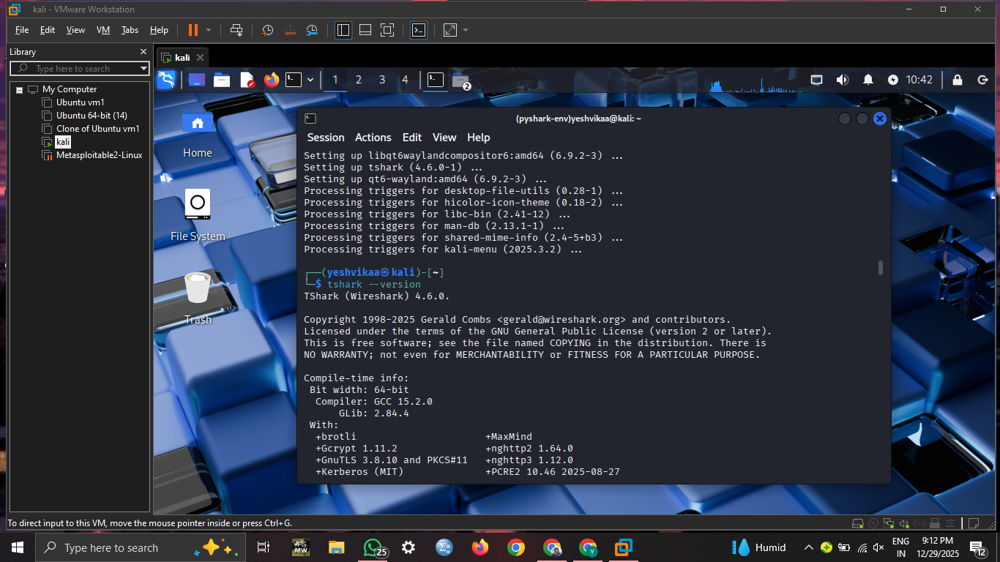 kali - VMware Workstation
File Edit View VM Tabs Help
Library
Type here to search
My Computer
Ubuntu vm1
Ubuntu 64-bit (14)
Clone of Ubuntu vm1
kali
Metasploitable2-Linux
kali
1 2 3 4
2
10:42
Home
File System
Trash
(pyshark-env)yeshvikaa@kali: ~
Session Actions Edit View Help
Setting up libqt6waylandcompositor6:amd64 (6.9.2-3) ...
Setting up tshark (4.6.0-1) ...
Setting up qt6-wayland:amd64 (6.9.2-3) ...
Processing triggers for desktop-file-utils (0.28-1) ...
Processing triggers for hicolor-icon-theme (0.18-2) ...
Processing triggers for libc-bin (2.41-12) ...
Processing triggers for man-db (2.13.1-1) ...
Processing triggers for shared-mime-info (2.4-5+b3) ...
Processing triggers for kali-menu (2025.3.2) ...
┌──(yeshvikaa㉿kali)-[~]
└─$ tshark --version
TShark (Wireshark) 4.6.0.
Copyright 1998-2025 Gerald Combs <gerald@wireshark.org> and contributors.
Licensed under the terms of the GNU General Public License (version 2 or later).
This is free software; see the file named COPYING in the distribution. There is
NO WARRANTY; not even for MERCHANTABILITY or FITNESS FOR A PARTICULAR PURPOSE.
Compile-time info:
Bit width: 64-bit
Compiler: GCC 15.2.0
GLib: 2.84.4
With:
+brotli +MaxMind
+Gcrypt 1.11.2 +nghttp2 1.64.0
+GnuTLS 3.8.10 and PKCS#11 +nghttp3 1.12.0
+Kerberos (MIT) +PCRE2 10.46 2025-08-27
To direct input to this VM, move the mouse pointer inside or press Ctrl+G.
Type here to search
MW
25
Y
Humid
ENG
IN
9:12 PM
12/29/2025
12